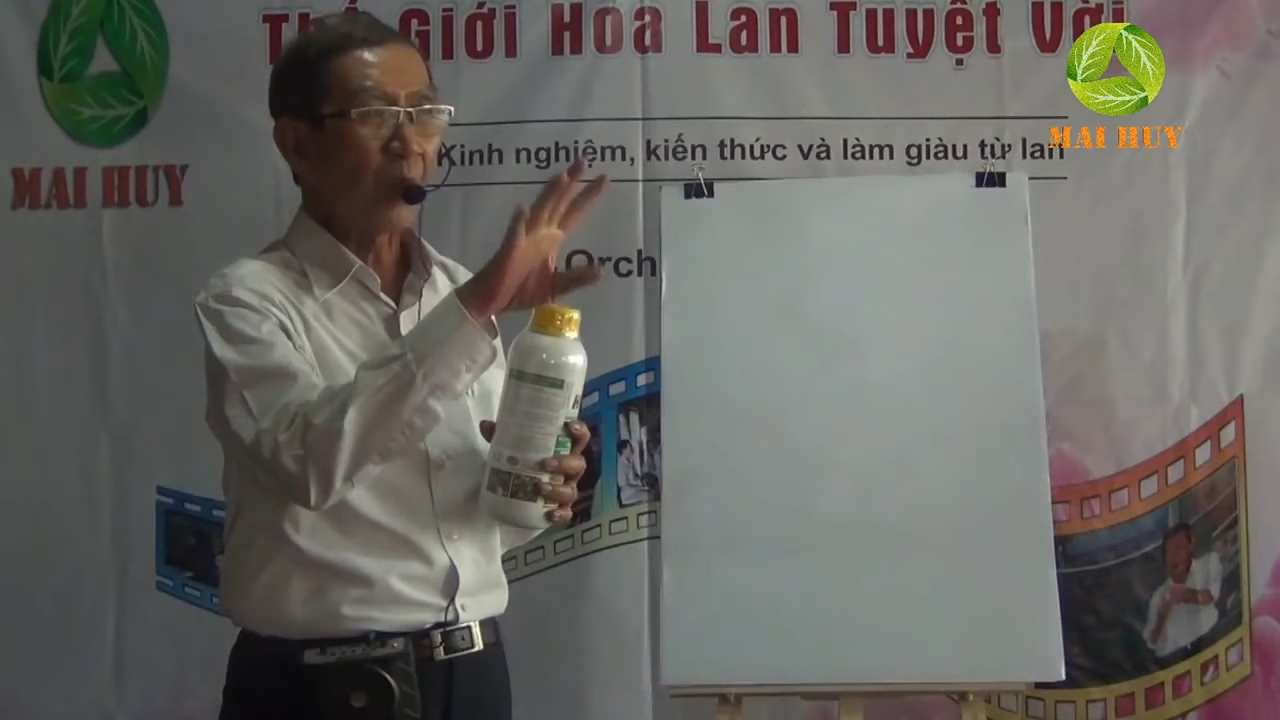 Thế Giới Hoa Lan Tuyệt Vời
MAI HUY
Kinh nghiệm, kiến thức và làm giàu từ lan
MAI HUY
Orch